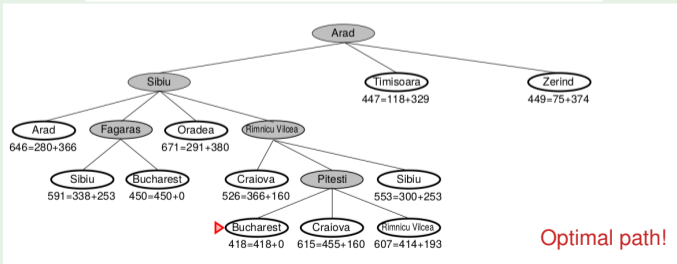 Arad
Sibiu
Timisoara
Zerind
447=118+329
449=75+374
Arad
Fagaras
Oradea
Rimnicu Vilcea
646=280+366
671=291+380
Sibiu
Bucharest
Craiova
Pitesti
Sibiu
591=338+253
450=450+0
526=366+160
553=300+253
Bucharest
Craiova
Rimnicu Vilcea
418=418+0
615=455+160
607=414+193
Optimal path!